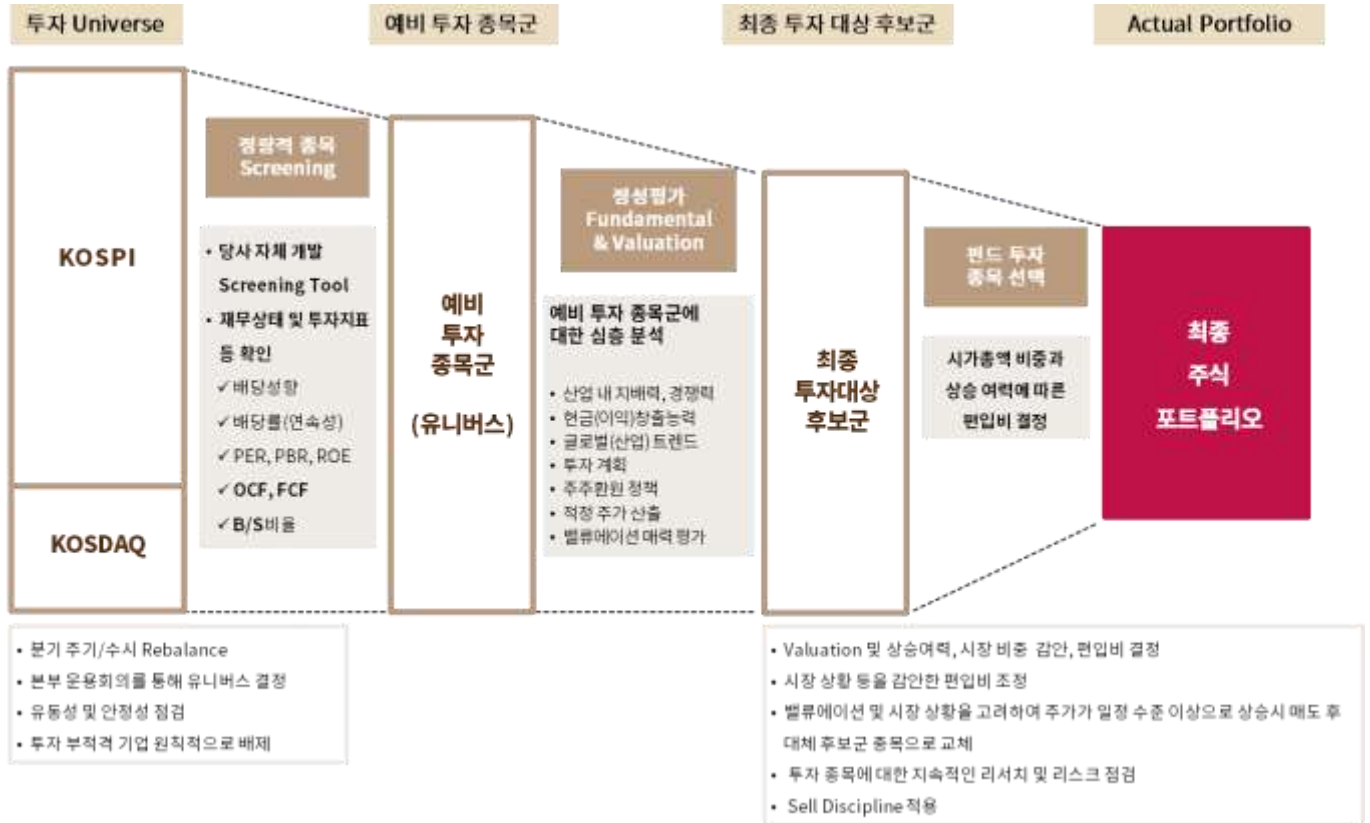 투자 Universe
예비 투자 종목군
최종 투자 대상 후보군
Actual Portfolio
KOSPI
KOSDAQ
정량적 종목
Screening
• 당사 자체 개발
Screening Tool
• 재무상태 및 투자지표
등 확인
✓배당성향
✓배당률(연속성)
✓PER, PBR, ROE
✓OCF, FCF
✓B/S비율
예비
투자
종목군
(유니버스)
정성평가
Fundamental
& Valuation
예비 투자 종목군에
대한 심층 분석
• 산업 내 지배력, 경쟁력
• 현금(이익)창출능력
• 글로벌(산업) 트렌드
• 투자 계획
• 주주환원 정책
• 적정 주가 산출
• 밸류에이션 매력 평가
최종
투자대상
후보군
펀드 투자
종목 선택
시가총액 비중과
상승 여력에 따른
편입비 결정
최종
주식
포트폴리오
• 분기 주기/수시 Rebalance
• 본부 운용회의를 통해 유니버스 결정
• 유동성 및 안정성 점검
• 투자 부적격 기업 원칙적으로 배제
• Valuation 및 상승여력, 시장 비중 감안, 편입비 결정
• 시장 상황 등을 감안한 편입비 조정
• 밸류에이션 및 시장 상황을 고려하여 주가가 일정 수준 이상으로 상승시 매도 후
대체 후보군 종목으로 교체
• 투자 종목에 대한 지속적인 리서치 및 리스크 점검
• Sell Discipline 적용